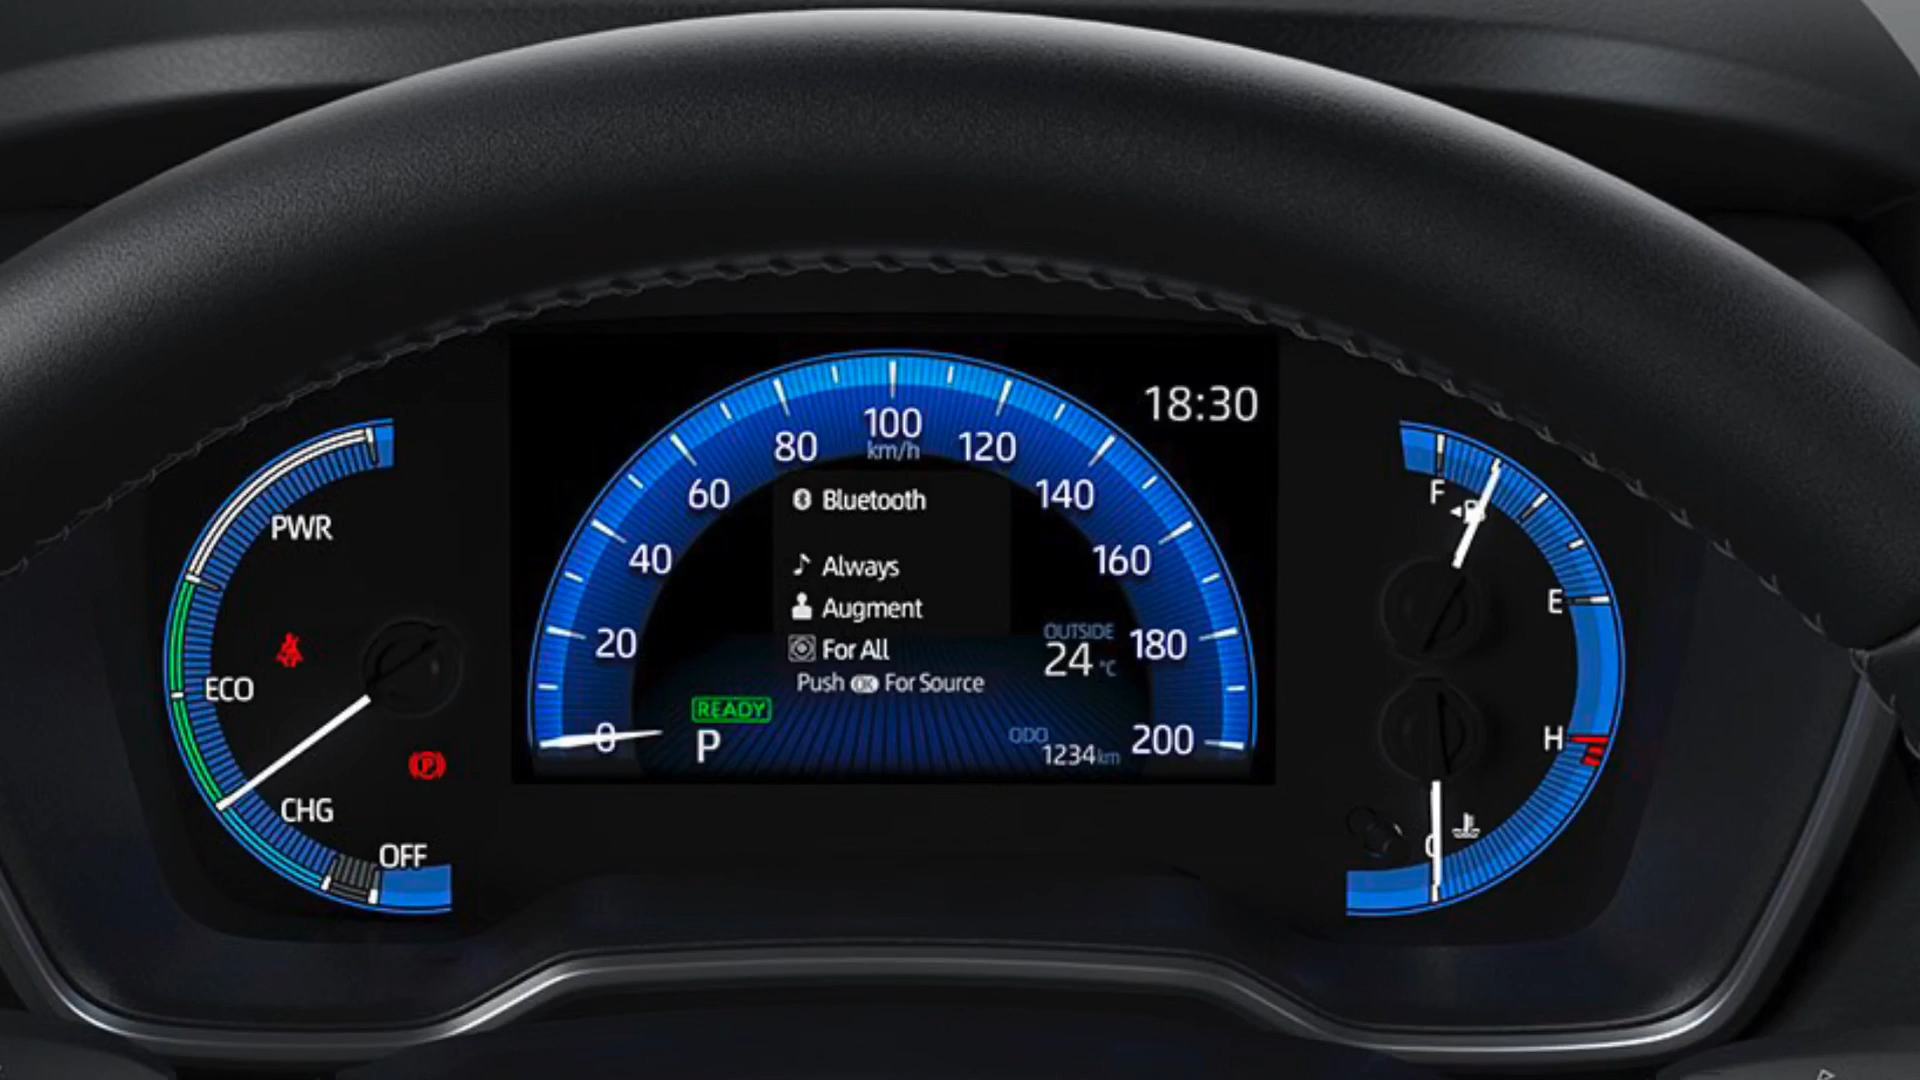 18:30
100
km/h
80
120
60
140
40
160
20
180
0
200
Bluetooth
Always
Augment
For All
Push OK For Source
OUTSIDE
24 °C
READY
P
ODO
1234 km
PWR
ECO
CHG
OFF
P
F
E
H
C